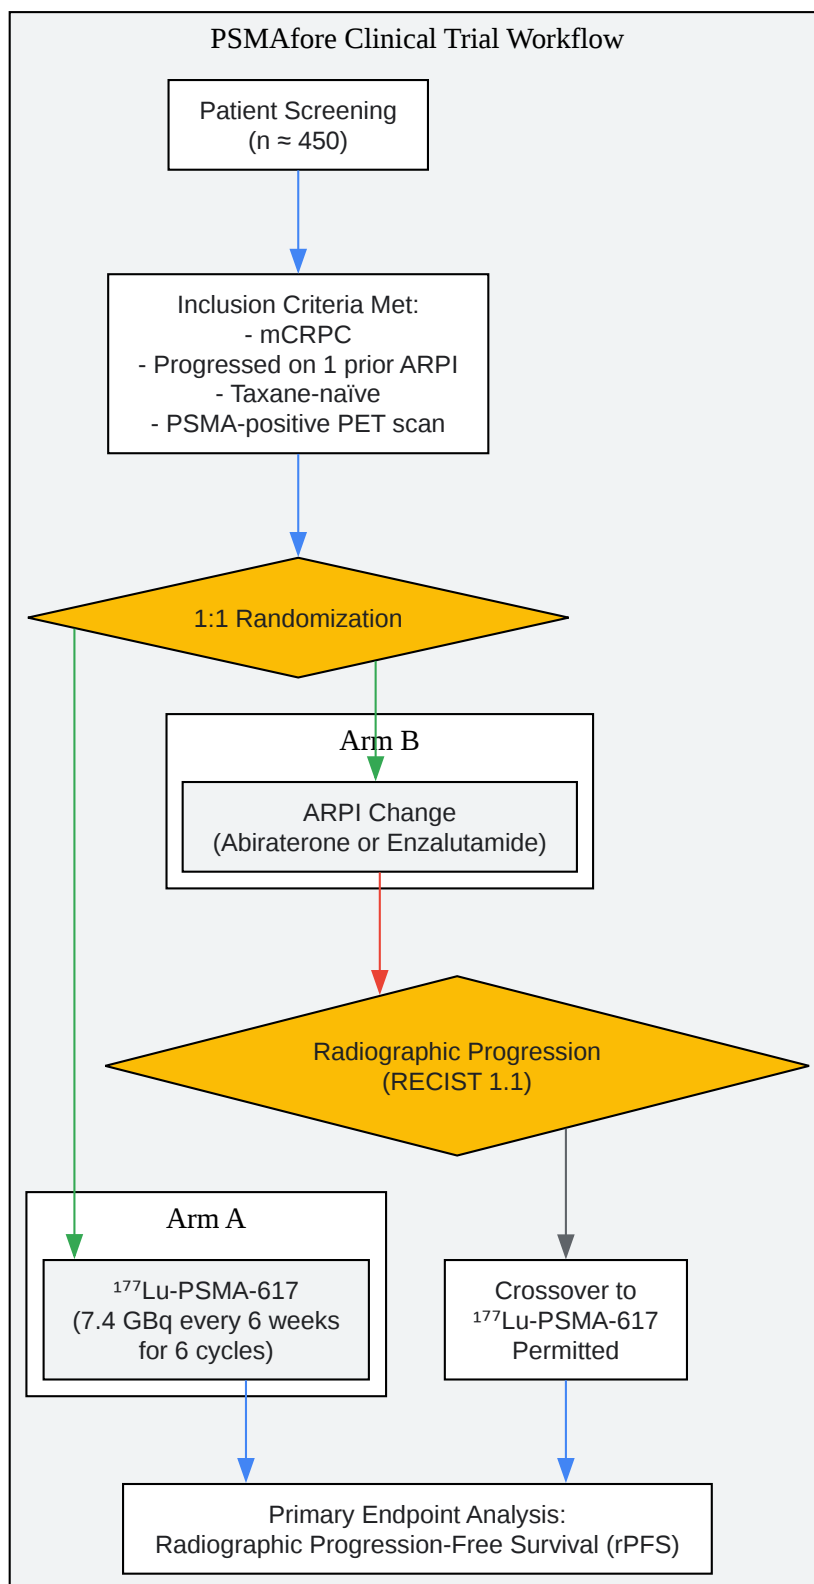 PSMAfore Clinical Trial Workflow
Patient Screening
(n ≈ 450)
Inclusion Criteria Met:
- mCRPC
- Progressed on 1 prior ARPI
- Taxane-naïve
- PSMA-positive PET scan
1:1 Randomization
Arm B
ARPI Change
(Abiraterone or Enzalutamide)
Radiographic Progression
(RECIST 1.1)
Arm A
¹⁷⁷Lu-PSMA-617
(7.4 GBq every 6 weeks
for 6 cycles)
Crossover to
¹⁷⁷Lu-PSMA-617
Permitted
Primary Endpoint Analysis:
Radiographic Progression-Free Survival (rPFS)